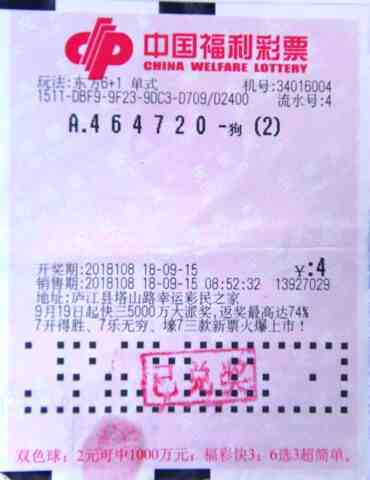 中国福利彩票
CHINA WELFARE LOTTERY
玩法:东方6+1 单式 机号:34016004
1511-DBF9-9F23-9DC3-D709/02400 流水号:4
A.464720-狗(2)
开奖期:2018108 18-09-15 ¥:4
销售期:2018108 18-09-15 08:52:32 13927029
地址:庐江县塔山路幸运彩民之家
9月19日起快三5000万大派奖,返奖最高达74%
7开得胜、7乐无穷、壕7三款新票火爆上市!
已兑奖
双色球:2元可中1000万元;福彩快3:6选3超简单。